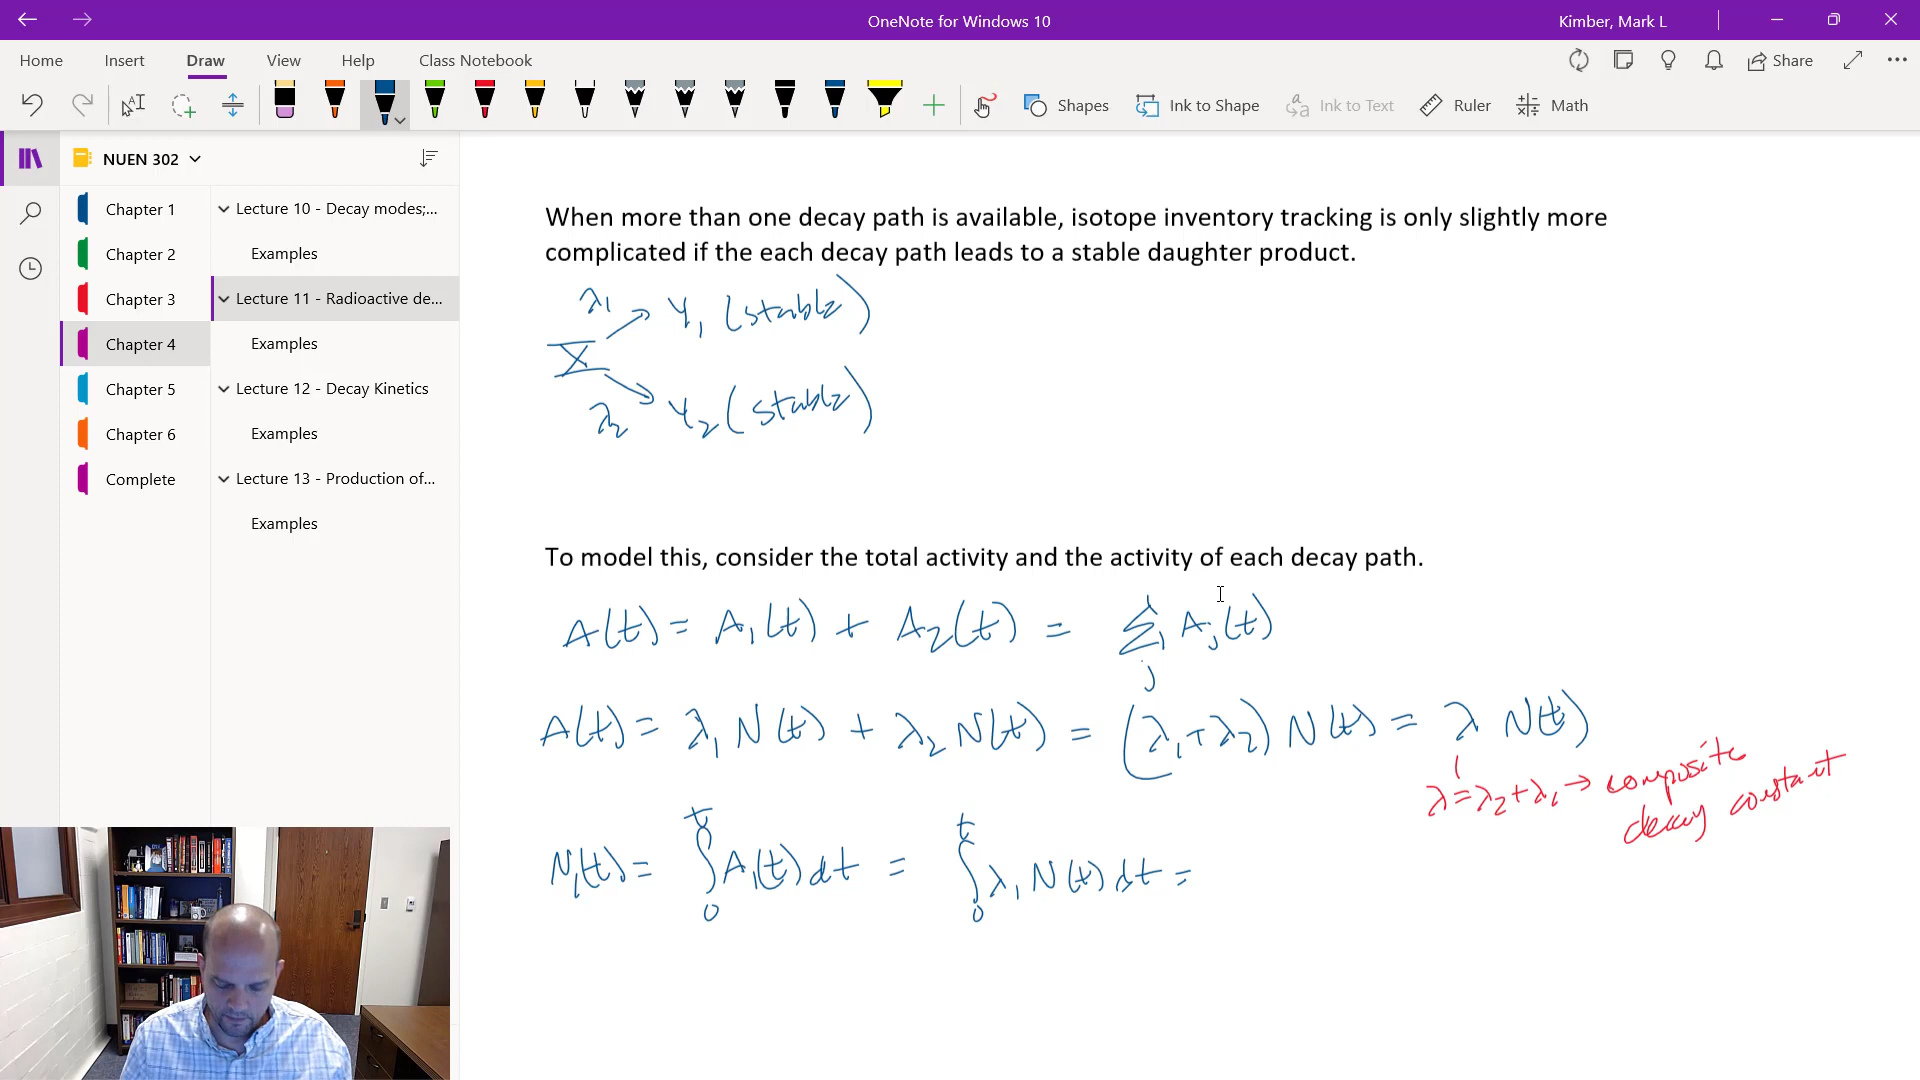 OneNote for Windows 10
Kimber, Mark L
Home Insert Draw View Help Class Notebook
Share
Shapes Ink to Shape Ink to Text Ruler Math
NUEN 302
Chapter 1
Chapter 2
Chapter 3
Chapter 4
Chapter 5
Chapter 6
Complete
Lecture 10 - Decay modes;...
Examples
Lecture 11 - Radioactive de...
Examples
Lecture 12 - Decay Kinetics
Examples
Lecture 13 - Production of...
Examples
When more than one decay path is available, isotope inventory tracking is only slightly more
complicated if the each decay path leads to a stable daughter product.
λ₁ Y₁ (stable)
X
λ₂ Y₂ (stable)
To model this, consider the total activity and the activity of each decay path.
A(t) = A₁(t) + A₂(t) = Σⱼ Aⱼ(t)
A(t) = λ₁ N(t) + λ₂ N(t) = (λ₁+λ₂) N(t) = λ N(t)
λ = λ₂+λ₁ → composite
decay constant
N₁(t) = ∫₀ᵗ A₁(t) dt = ∫₀ᵗ λ₁ N(t) dt =